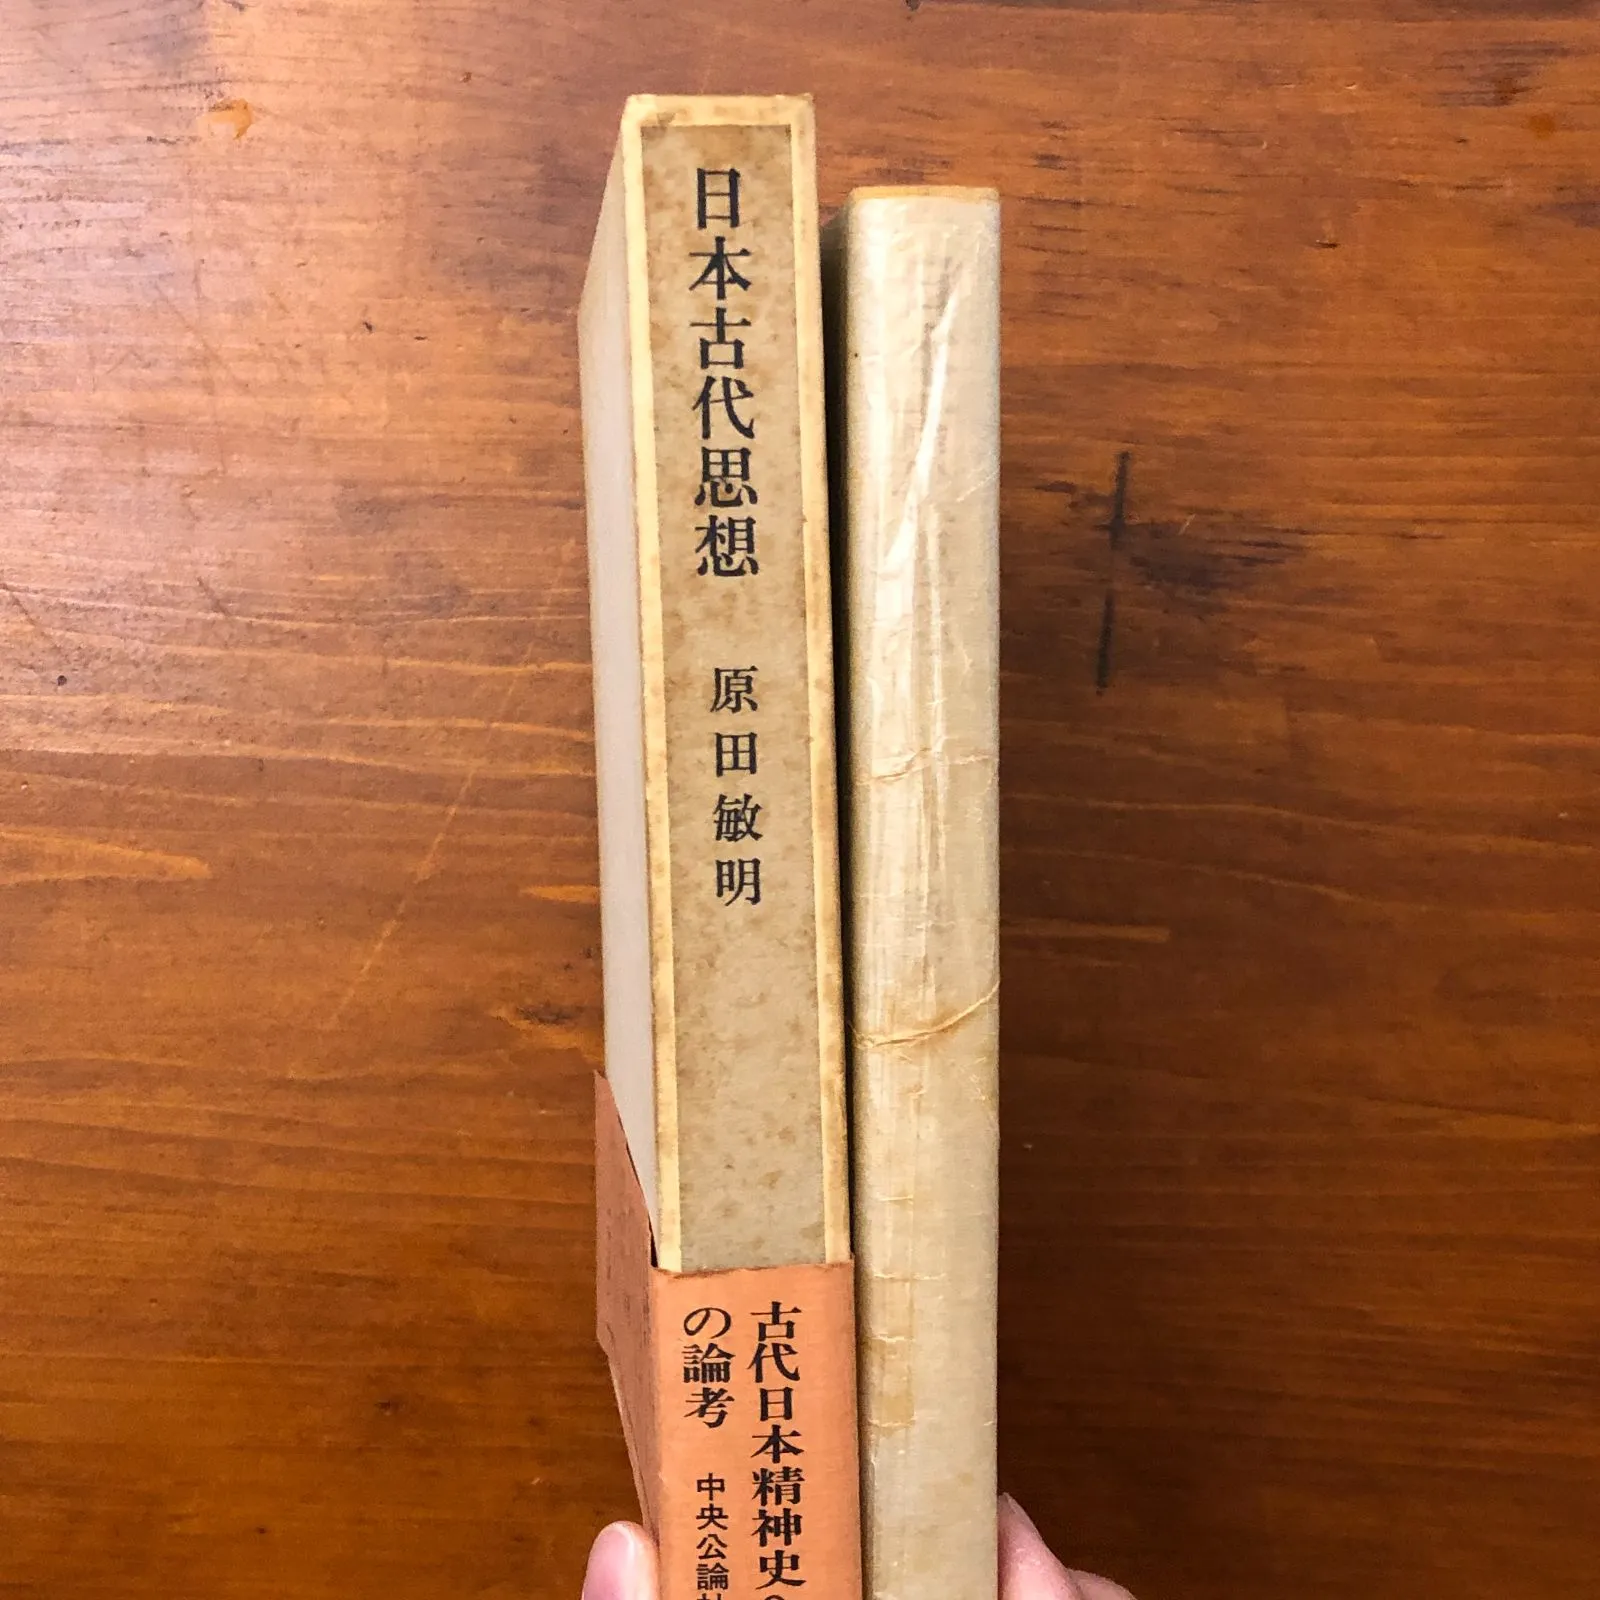 日本古代思想
原田敏明
古代日本精神史
の論考
中央公論